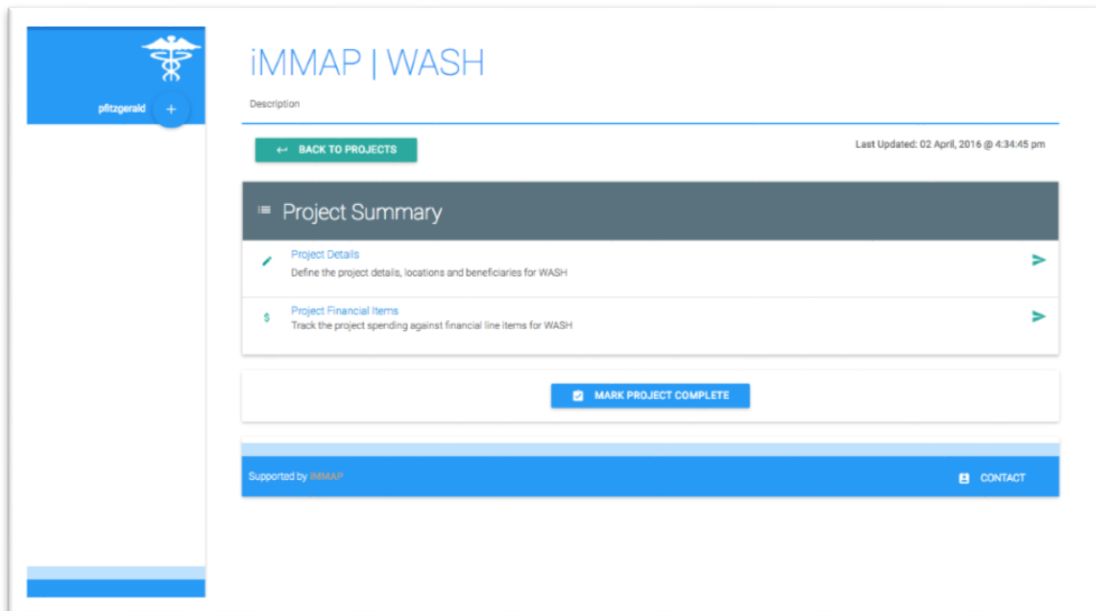 pfitzgerald
iMMAP | WASH
Description
BACK TO PROJECTS
Last Updated: 02 April, 2016 @ 4:34:45 pm
Project Summary
Project Details
Define the project details, locations and beneficiaries for WASH
$
Project Financial Items
Track the project spending against financial line items for WASH
MARK PROJECT COMPLETE
Supported by iMMAP
CONTACT